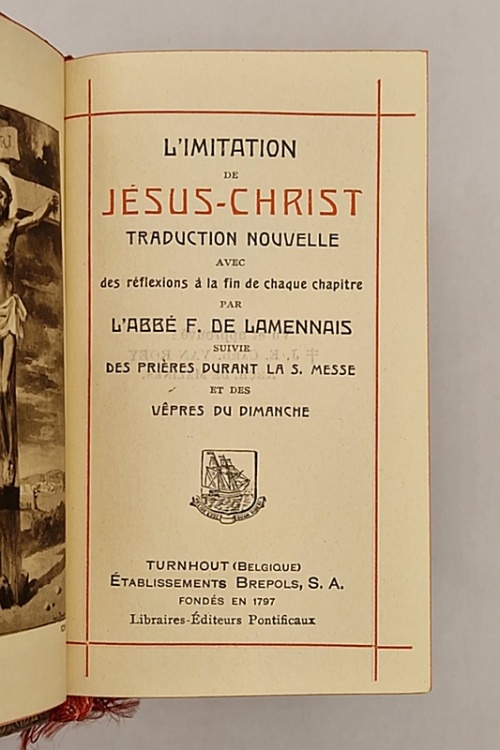 L'IMITATION
DE
JÉSUS-CHRIST
TRADUCTION NOUVELLE
AVEC
des réflexions à la fin de chaque chapitre
PAR
L'ABBÉ F. DE LAMENNAIS
SUIVIE
DES PRIÈRES DURANT LA S. MESSE
ET DES
VÊPRES DU DIMANCHE
TURNHOUT (BELGIQUE)
ÉTABLISSEMENTS BREPOLS, S. A.
FONDÉS EN 1797
Libraires-Éditeurs Pontificaux